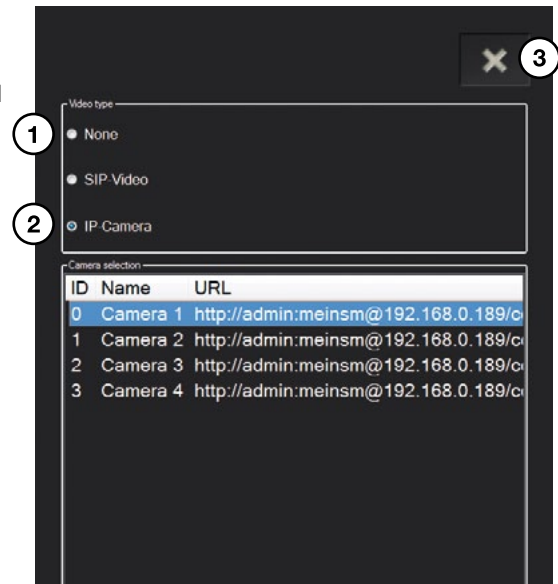 3
Video type
1
None
SIP-Video
2
IP-Camera
Camera selection
ID Name URL
0 Camera 1 http://admin:meinsm@192.168.0.189/c
1 Camera 2 http://admin:meinsm@192.168.0.189/c
2 Camera 3 http://admin:meinsm@192.168.0.189/c
3 Camera 4 http://admin:meinsm@192.168.0.189/c